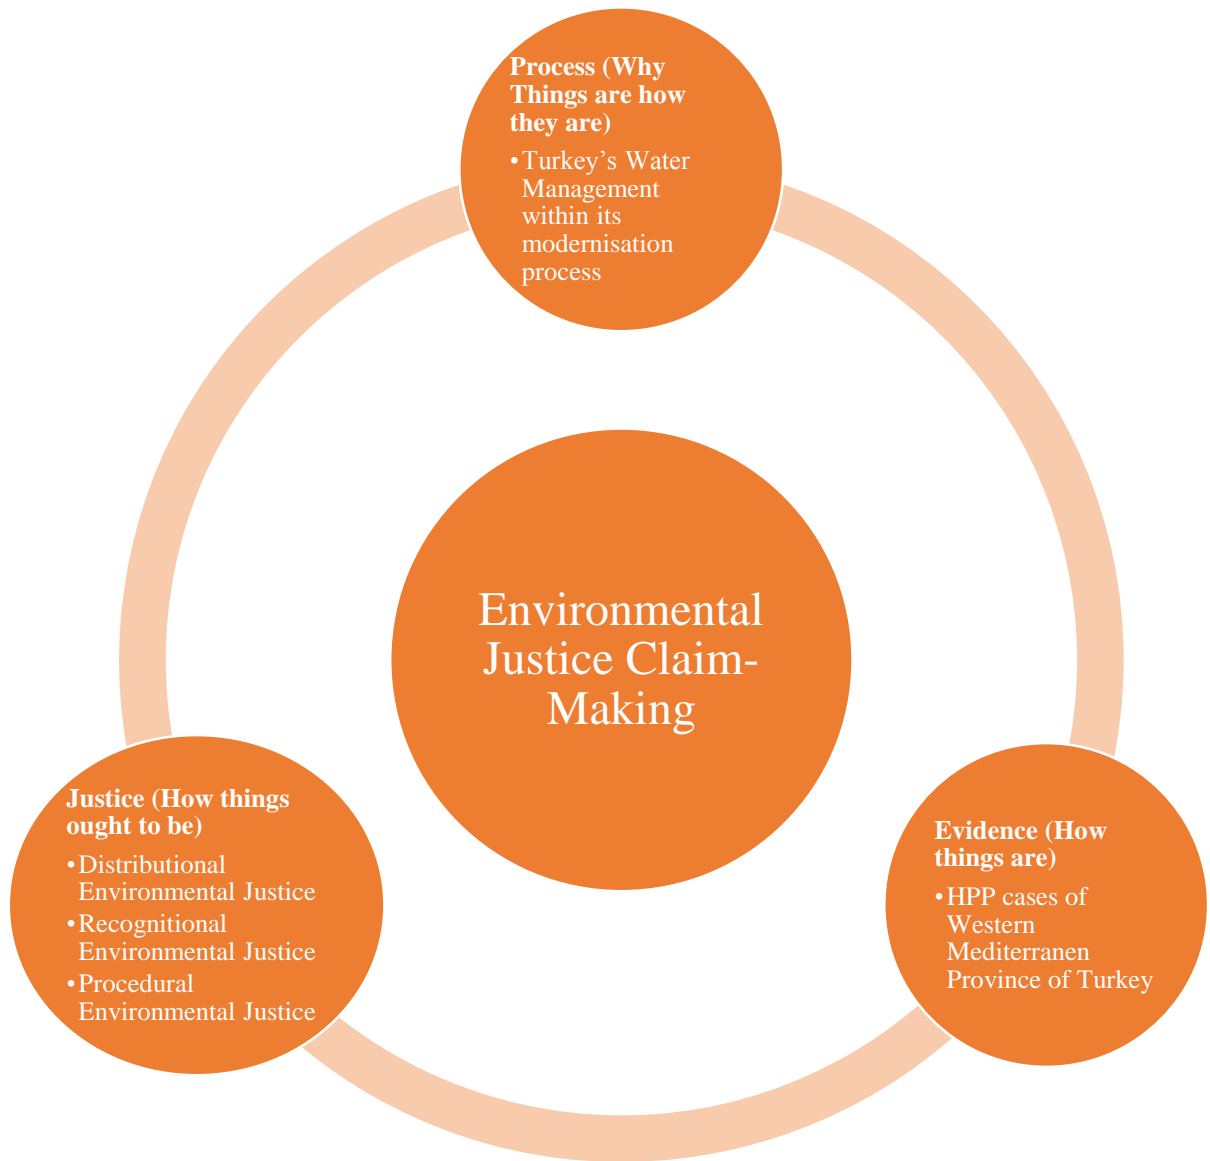 Process (Why
Things are how
they are)
•Turkey’s Water
Management
within its
modernisation
process
Environmental
Justice Claim-
Making
Justice (How things
ought to be)
•Distributional
Environmental Justice
•Recognitional
Environmental Justice
•Procedural
Environmental Justice
Evidence (How
things are)
•HPP cases of
Western
Mediterranen
Province of Turkey